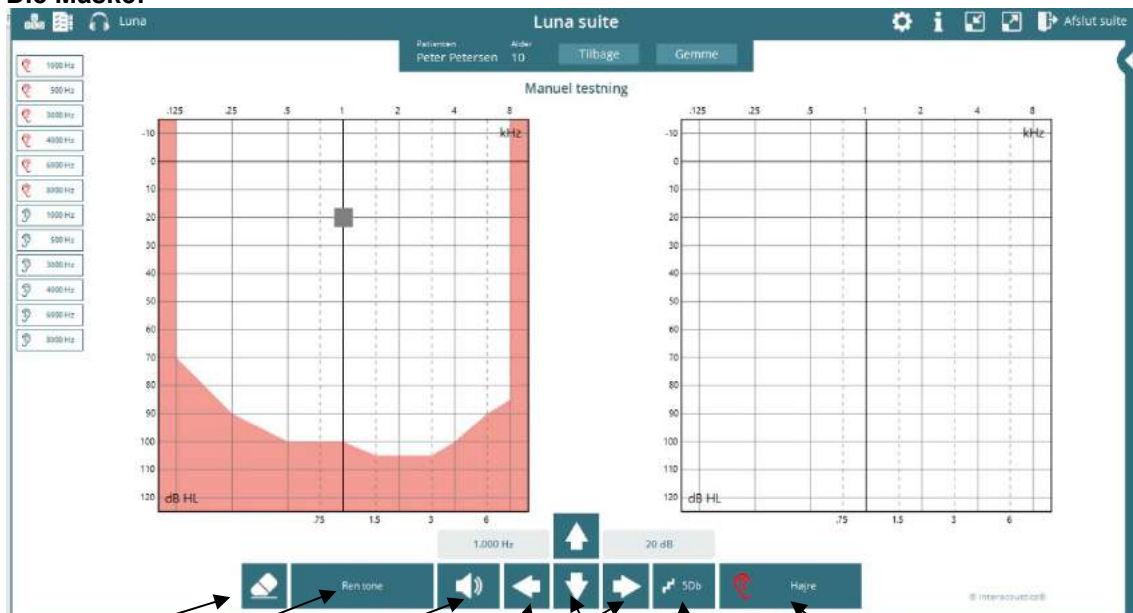 Die Masker
Luna
Luna suite
Afslut suite
Patienten
Alder
Peter Petersen
10
Tilbage
Gemme
Manuel testning
1000 Hz
500 Hz
3000 Hz
4000 Hz
6000 Hz
8000 Hz
1000 Hz
500 Hz
3000 Hz
4000 Hz
6000 Hz
8000 Hz
.125 .25 .5 1 2 4 8
kHz
-10
0
10
20
30
40
50
60
70
80
90
100
110
120
dB HL
.75 1.5 3 6
.125 .25 .5 1 2 4 8
kHz
-10
0
10
20
30
40
50
60
70
80
90
100
110
120
dB HL
.75 1.5 3 6
1.000 Hz
20 dB
Ren tone
5Db
Højre
© Interacoustics®